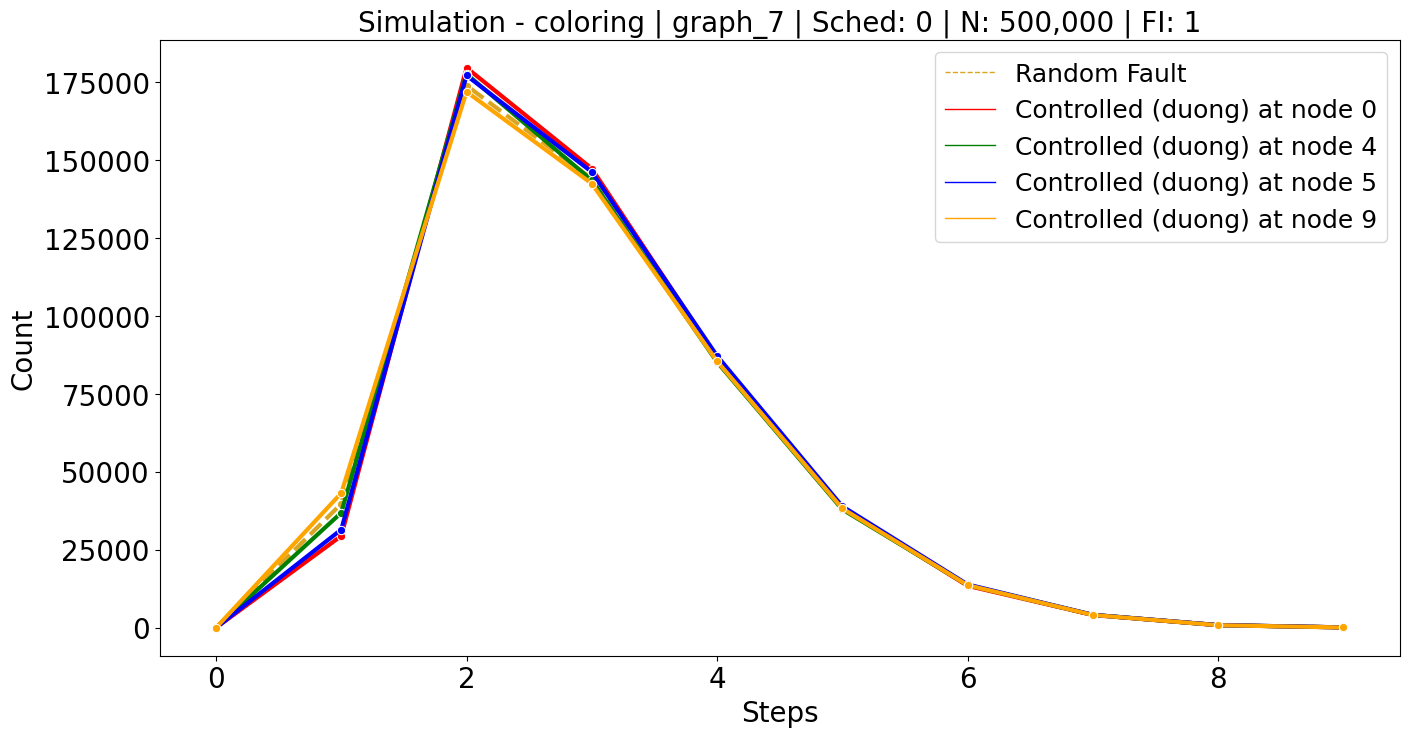 Simulation - coloring | graph_7 | Sched: 0 | N: 500,000 | FI: 1
Random Fault
Controlled (duong) at node 0
Controlled (duong) at node 4
Controlled (duong) at node 5
Controlled (duong) at node 9
175000
150000
125000
100000
75000
50000
25000
0
Count
0 2 4 6 8
Steps